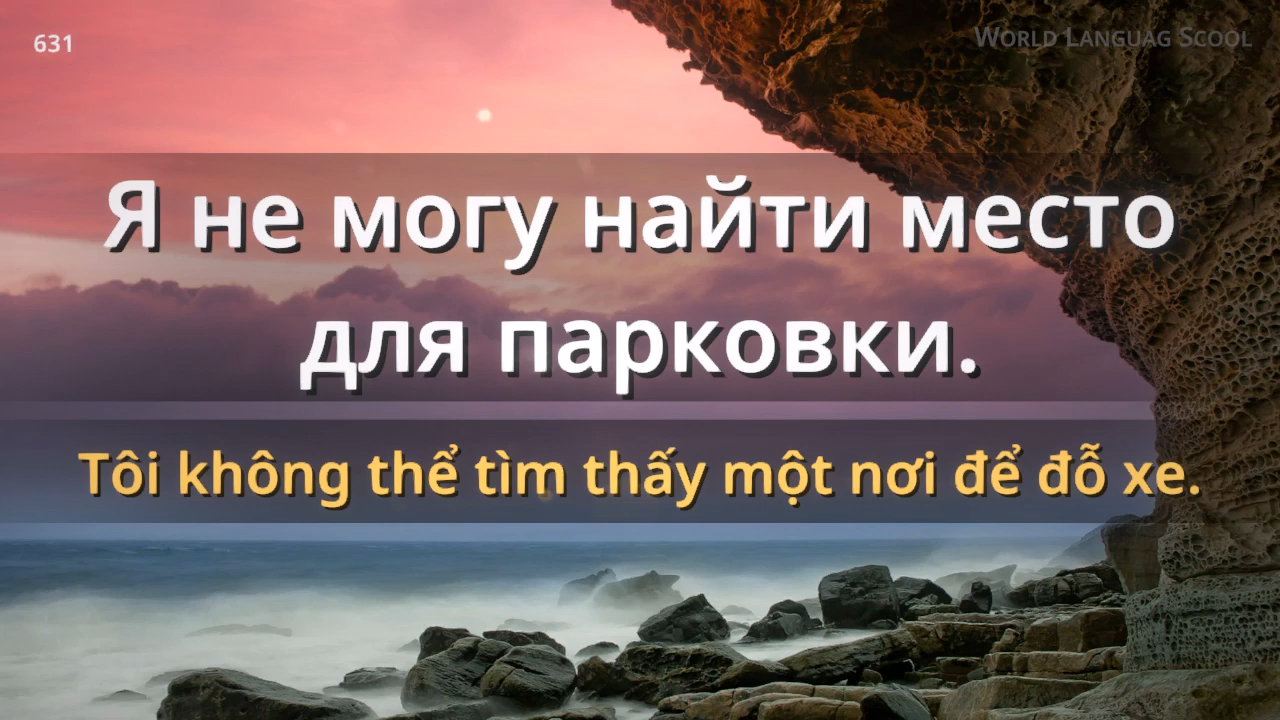 631
World Languag Scool
Я не могу найти место
для парковки.
Tôi không thể tìm thấy một nơi để đỗ xe.